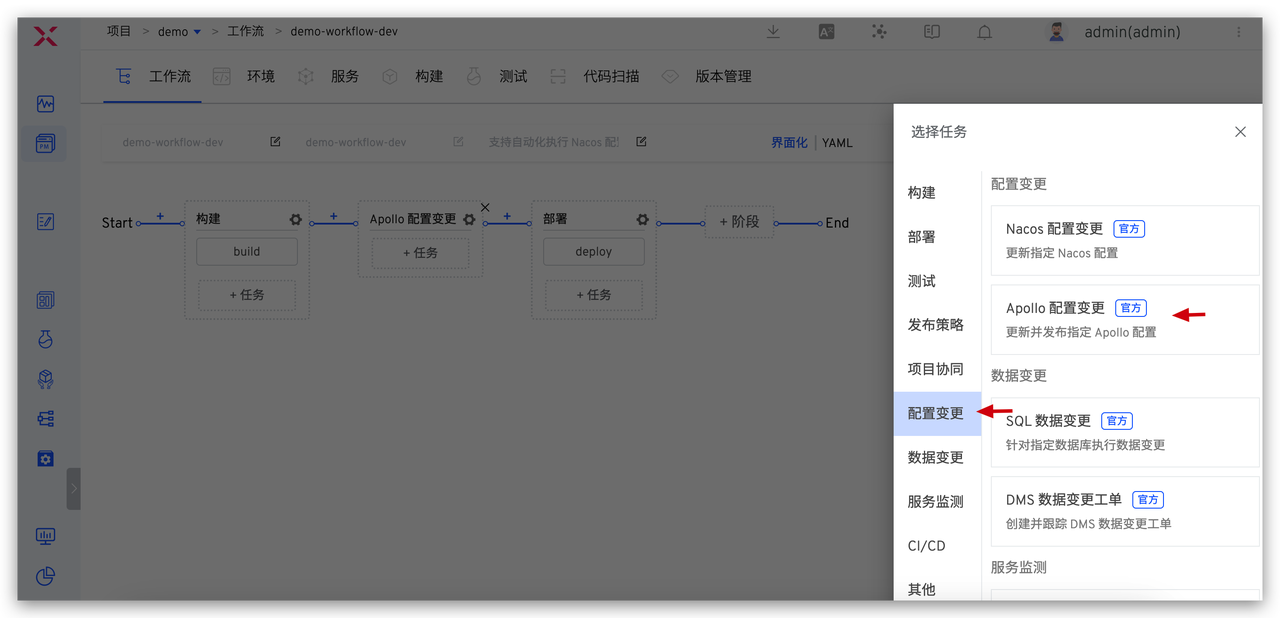 项目 > demo > 工作流 > demo-workflow-dev
admin(admin)
工作流 环境 服务 构建 测试 代码扫描 版本管理
demo-workflow-dev demo-workflow-dev 支持自动化执行 Nacos 配
界面化 | YAML
Start
构建
build
+ 任务
Apollo 配置变更
+ 任务
部署
deploy
+ 任务
+ 阶段
End
选择任务
构建
部署
测试
发布策略
项目协同
配置变更
数据变更
服务监测
CI/CD
其他
配置变更
Nacos 配置变更 官方
更新指定 Nacos 配置
Apollo 配置变更 官方
更新并发布指定 Apollo 配置
数据变更
SQL 数据变更 官方
针对指定数据库执行数据变更
DMS 数据变更工单 官方
创建并跟踪 DMS 数据变更工单
服务监测
PM